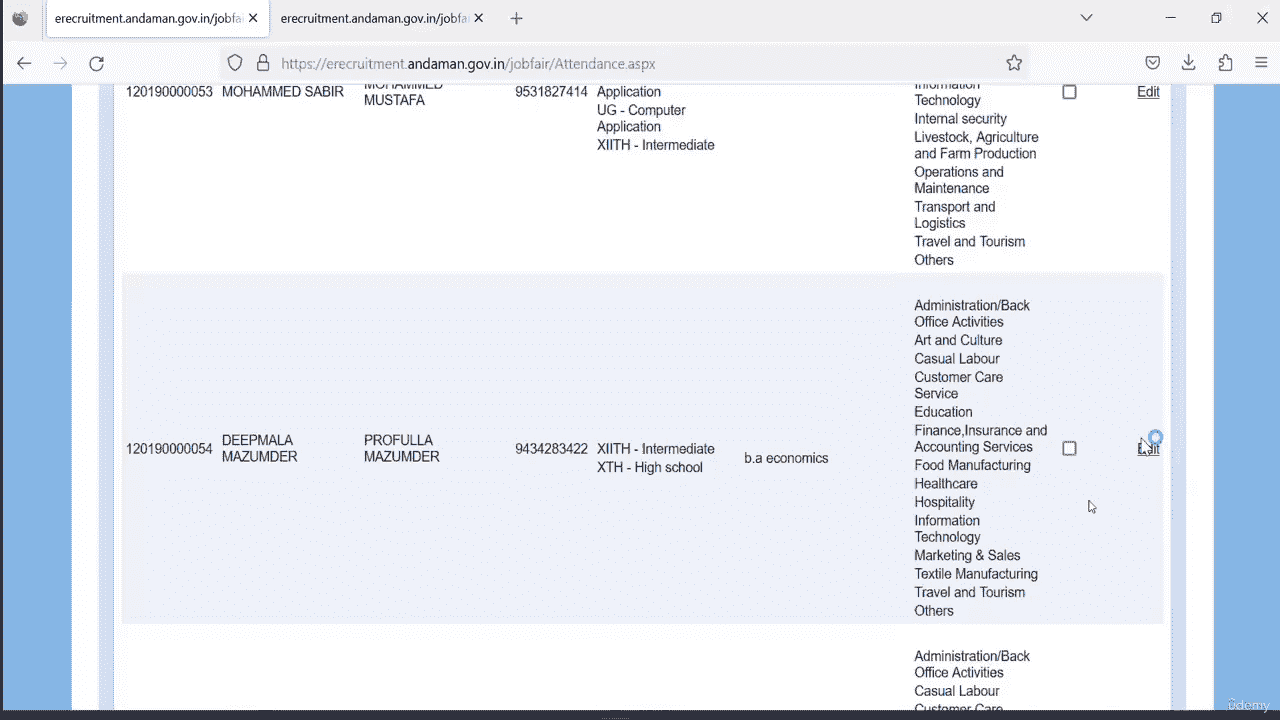 erecruitment.andaman.gov.in/jobfa
erecruitment.andaman.gov.in/jobfa
https://erecruitment.andaman.gov.in/jobfair/Attendance.aspx
120190000053
MOHAMMED SABIR
MOHAMMED
MUSTAFA
9531827414
Application
UG - Computer
Application
XIITH - Intermediate
Information
Technology
Internal security
Livestock, Agriculture
and Farm Production
Operations and
Maintenance
Transport and
Logistics
Travel and Tourism
Others
Edit
120190000054
DEEPMALA
MAZUMDER
PROFULLA
MAZUMDER
9434283422
XIITH - Intermediate
XTH - High school
b.a economics
Administration/Back
Office Activities
Art and Culture
Casual Labour
Customer Care
Service
Education
Finance,Insurance and
Accounting Services
Food Manufacturing
Healthcare
Hospitality
Information
Technology
Marketing & Sales
Textile Manufacturing
Travel and Tourism
Others
Edit
Administration/Back
Office Activities
Casual Labour
Customer Care
ûdemy